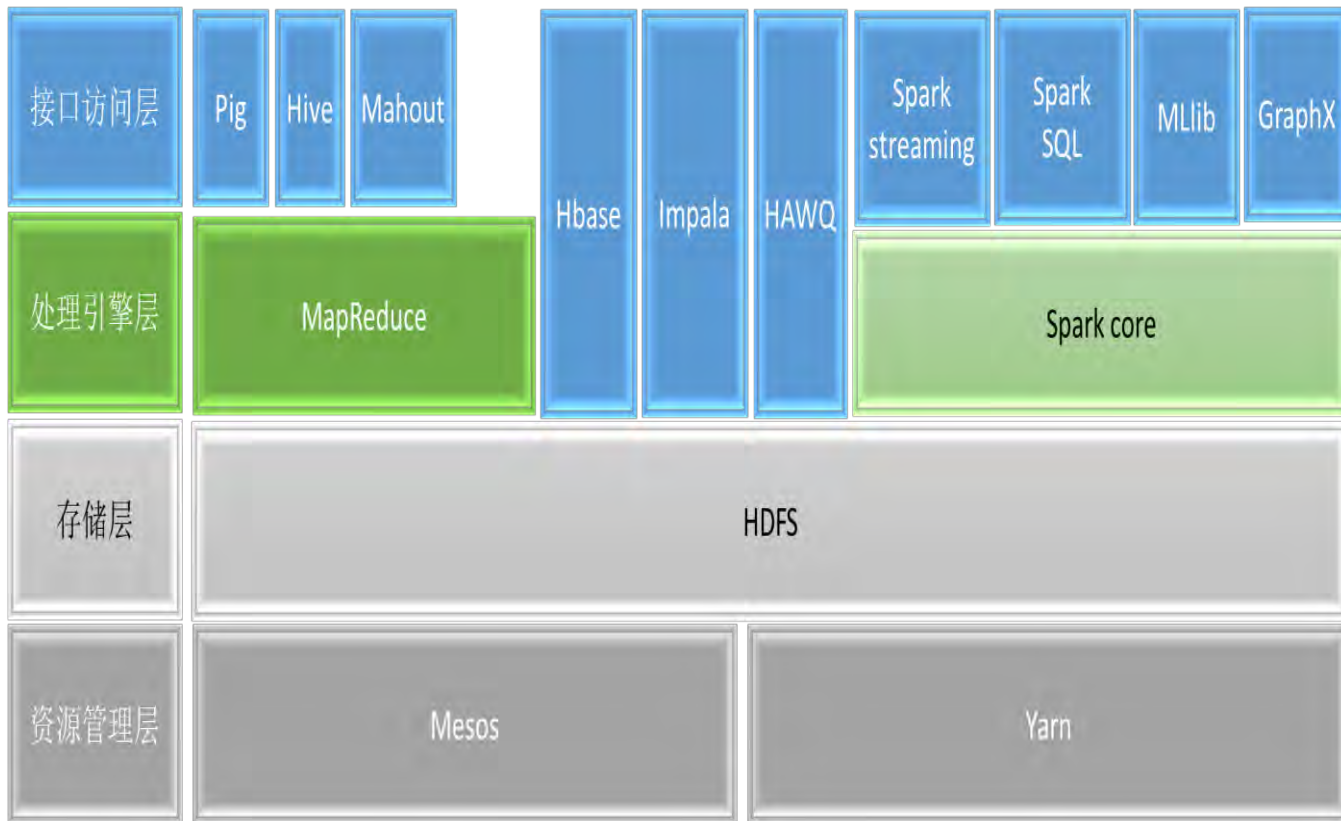 接口访问层
Pig
Hive
Mahout
Hbase
Impala
HAWQ
Spark
streaming
Spark
SQL
MLlib
GraphX
处理引擎层
MapReduce
Spark core
存储层
HDFS
资源管理层
Mesos
Yarn